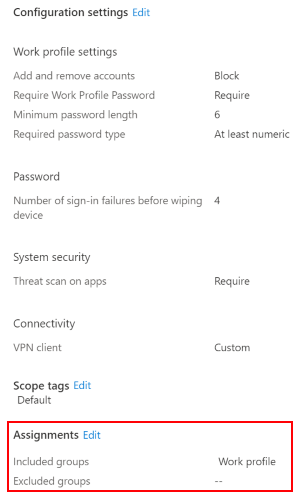 Configuration settings Edit
Work profile settings
Add and remove accounts Block
Require Work Profile Password Require
Minimum password length 6
Required password type At least numeric
Password
Number of sign-in failures before wiping 4
device
System security
Threat scan on apps Require
Connectivity
VPN client Custom
Scope tags Edit
Default
Assignments Edit
Included groups Work profile
Excluded groups --